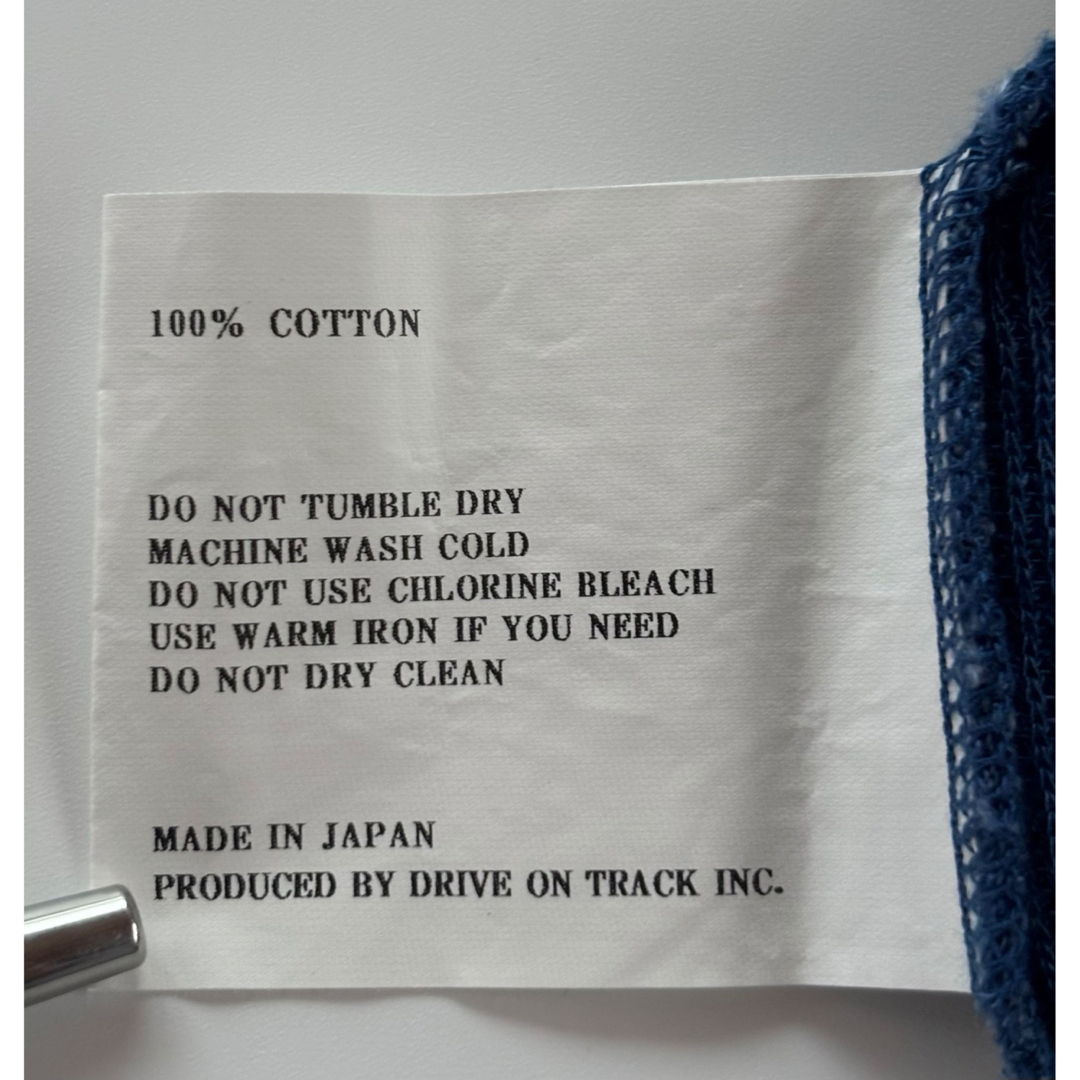 100% COTTON
DO NOT TUMBLE DRY
MACHINE WASH COLD
DO NOT USE CHLORINE BLEACH
USE WARM IRON IF YOU NEED
DO NOT DRY CLEAN
MADE IN JAPAN
PRODUCED BY DRIVE ON TRACK INC.